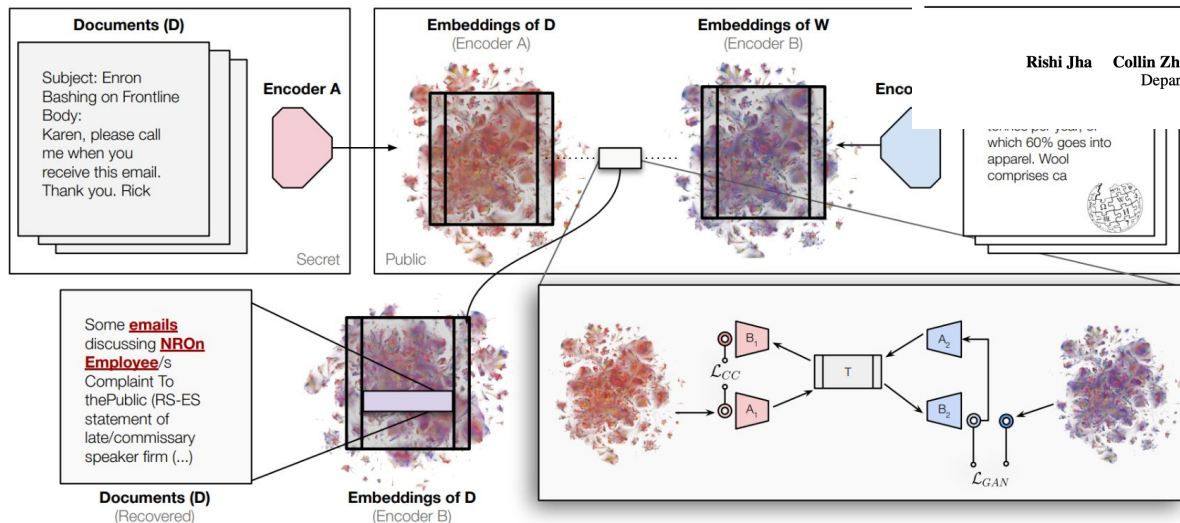 Documents (D)
Subject: Enron
Bashing on Frontline
Body:
Karen, please call
me when you
receive this email.
Thank you. Rick
Encoder A
Secret
Embeddings of D
(Encoder A)
Embeddings of W
(Encoder B)
Public
Enco
Rishi Jha Collin Zh
Depar
tonnes per year, of
which 60% goes into
apparel. Wool
comprises ca
Some emails
discussing NROn
Employee/s
Complaint To
thePublic (RS-ES
statement of
late/commissary
speaker firm (...)
Documents (D)
(Recovered)
Embeddings of D
(Encoder B)
B₁
ℒCC
A₁
T
A₂
B₂
ℒGAN